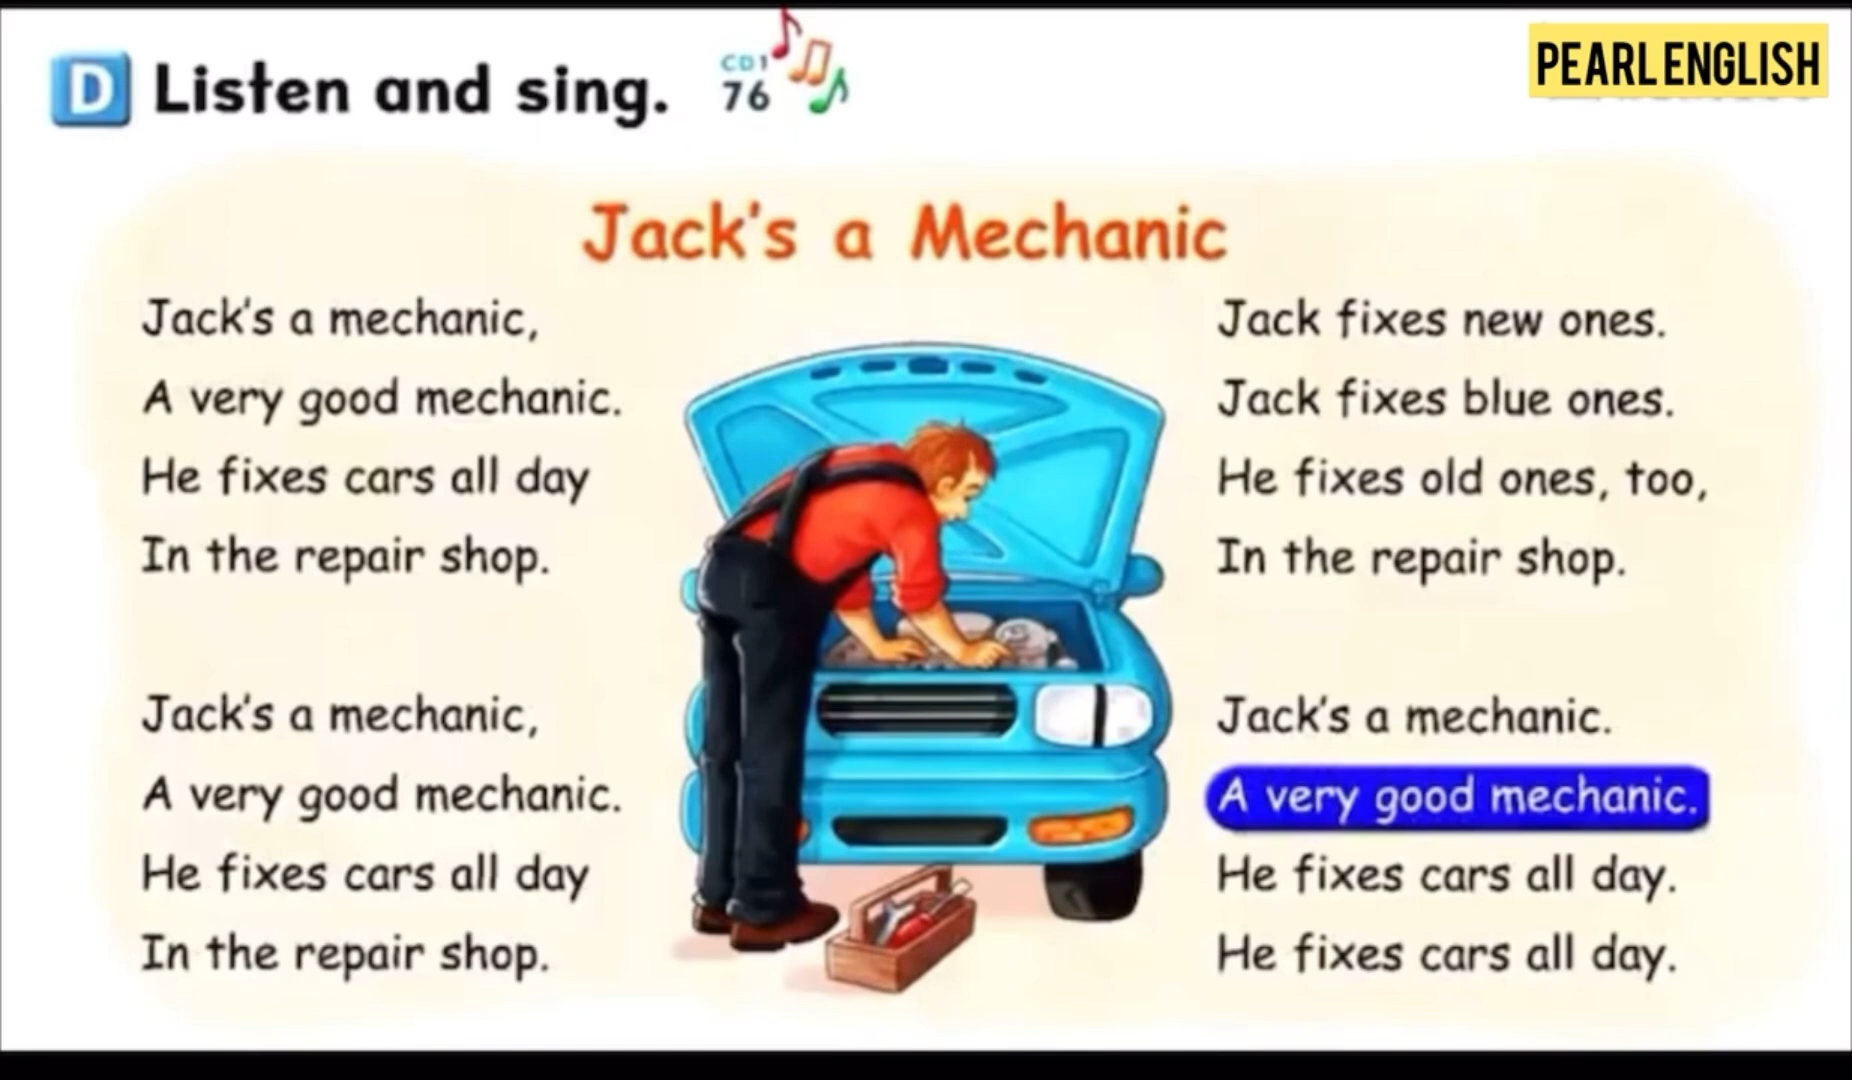 D Listen and sing. CD1 76
PEARL ENGLISH
Jack's a Mechanic
Jack's a mechanic,
A very good mechanic.
He fixes cars all day
In the repair shop.
Jack's a mechanic,
A very good mechanic.
He fixes cars all day
In the repair shop.
Jack fixes new ones.
Jack fixes blue ones.
He fixes old ones, too,
In the repair shop.
Jack's a mechanic.
A very good mechanic.
He fixes cars all day.
He fixes cars all day.